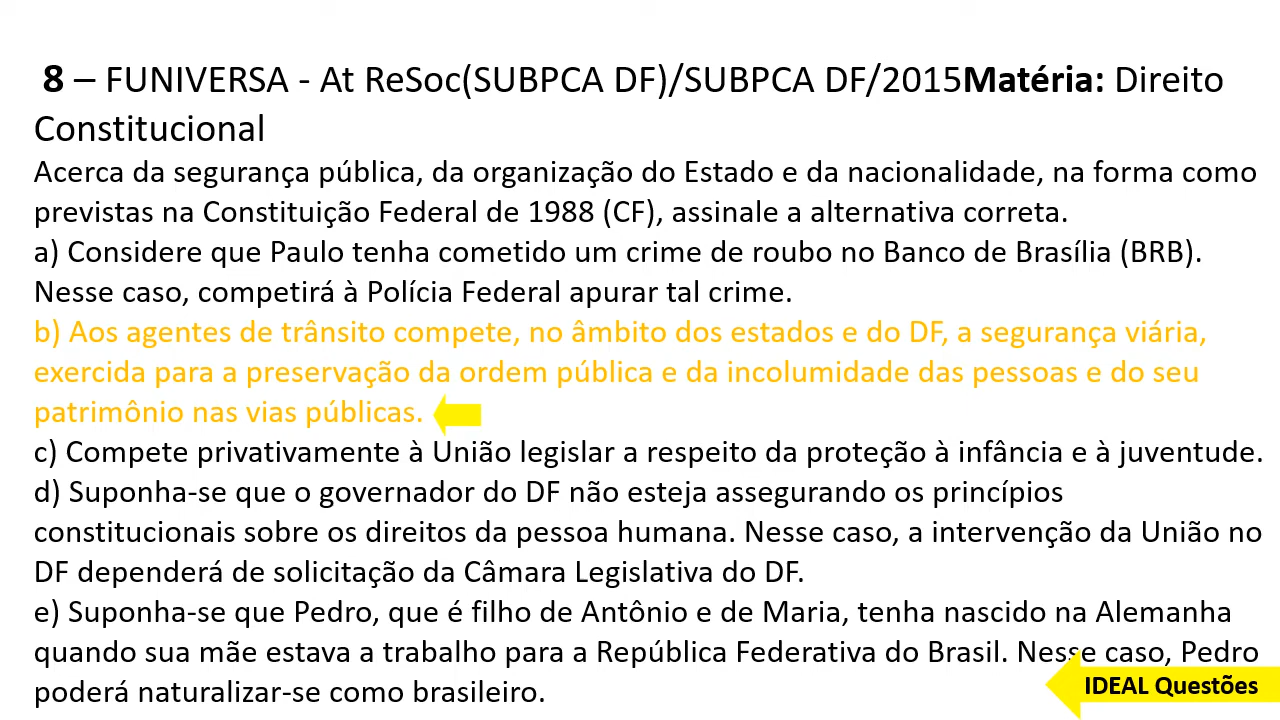 8 – FUNIVERSA - At ReSoc(SUBPCA DF)/SUBPCA DF/2015Matéria: Direito
Constitucional
Acerca da segurança pública, da organização do Estado e da nacionalidade, na forma como
previstas na Constituição Federal de 1988 (CF), assinale a alternativa correta.
a) Considere que Paulo tenha cometido um crime de roubo no Banco de Brasília (BRB).
Nesse caso, competirá à Polícia Federal apurar tal crime.
b) Aos agentes de trânsito compete, no âmbito dos estados e do DF, a segurança viária,
exercida para a preservação da ordem pública e da incolumidade das pessoas e do seu
patrimônio nas vias públicas.
c) Compete privativamente à União legislar a respeito da proteção à infância e à juventude.
d) Suponha-se que o governador do DF não esteja assegurando os princípios
constitucionais sobre os direitos da pessoa humana. Nesse caso, a intervenção da União no
DF dependerá de solicitação da Câmara Legislativa do DF.
e) Suponha-se que Pedro, que é filho de Antônio e de Maria, tenha nascido na Alemanha
quando sua mãe estava a trabalho para a República Federativa do Brasil. Nesse caso, Pedro
poderá naturalizar-se como brasileiro.
IDEAL Questões